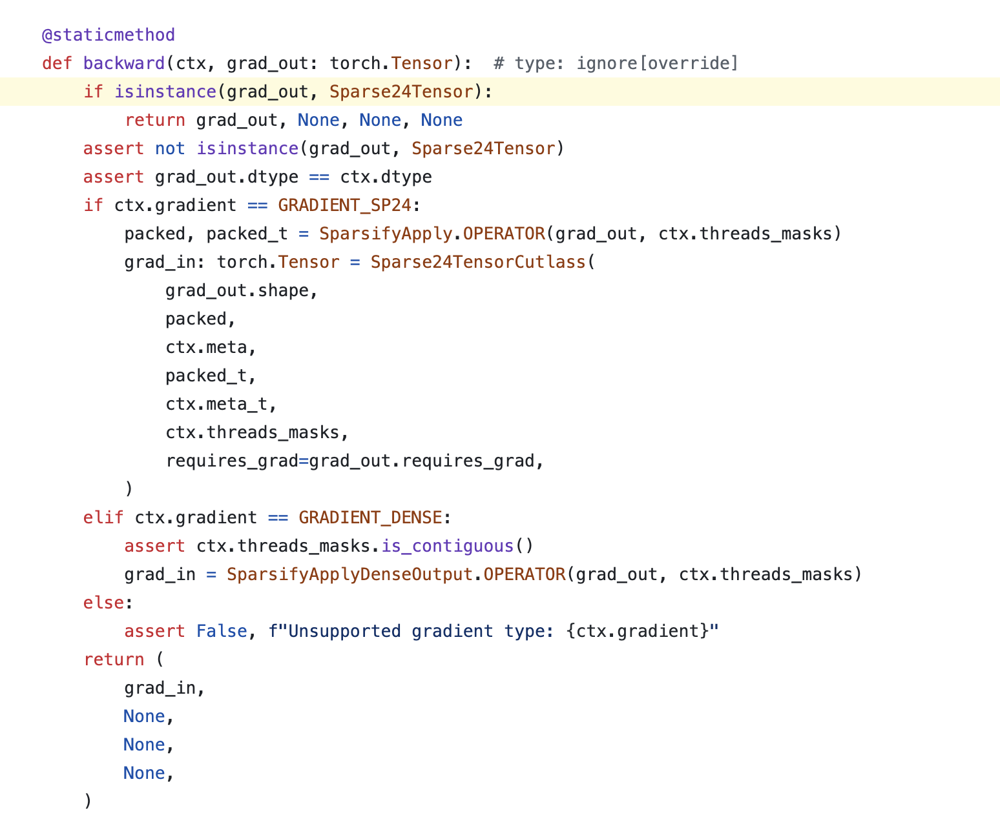 @staticmethod
def backward(ctx, grad_out: torch.Tensor):  # type: ignore[override]
    if isinstance(grad_out, Sparse24Tensor):
        return grad_out, None, None, None
    assert not isinstance(grad_out, Sparse24Tensor)
    assert grad_out.dtype == ctx.dtype
    if ctx.gradient == GRADIENT_SP24:
        packed, packed_t = SparsifyApply.OPERATOR(grad_out, ctx.threads_masks)
        grad_in: torch.Tensor = Sparse24TensorCutlass(
            grad_out.shape,
            packed,
            ctx.meta,
            packed_t,
            ctx.meta_t,
            ctx.threads_masks,
            requires_grad=grad_out.requires_grad,
        )
    elif ctx.gradient == GRADIENT_DENSE:
        assert ctx.threads_masks.is_contiguous()
        grad_in = SparsifyApplyDenseOutput.OPERATOR(grad_out, ctx.threads_masks)
    else:
        assert False, f"Unsupported gradient type: {ctx.gradient}"
    return (
        grad_in,
        None,
        None,
        None,
    )